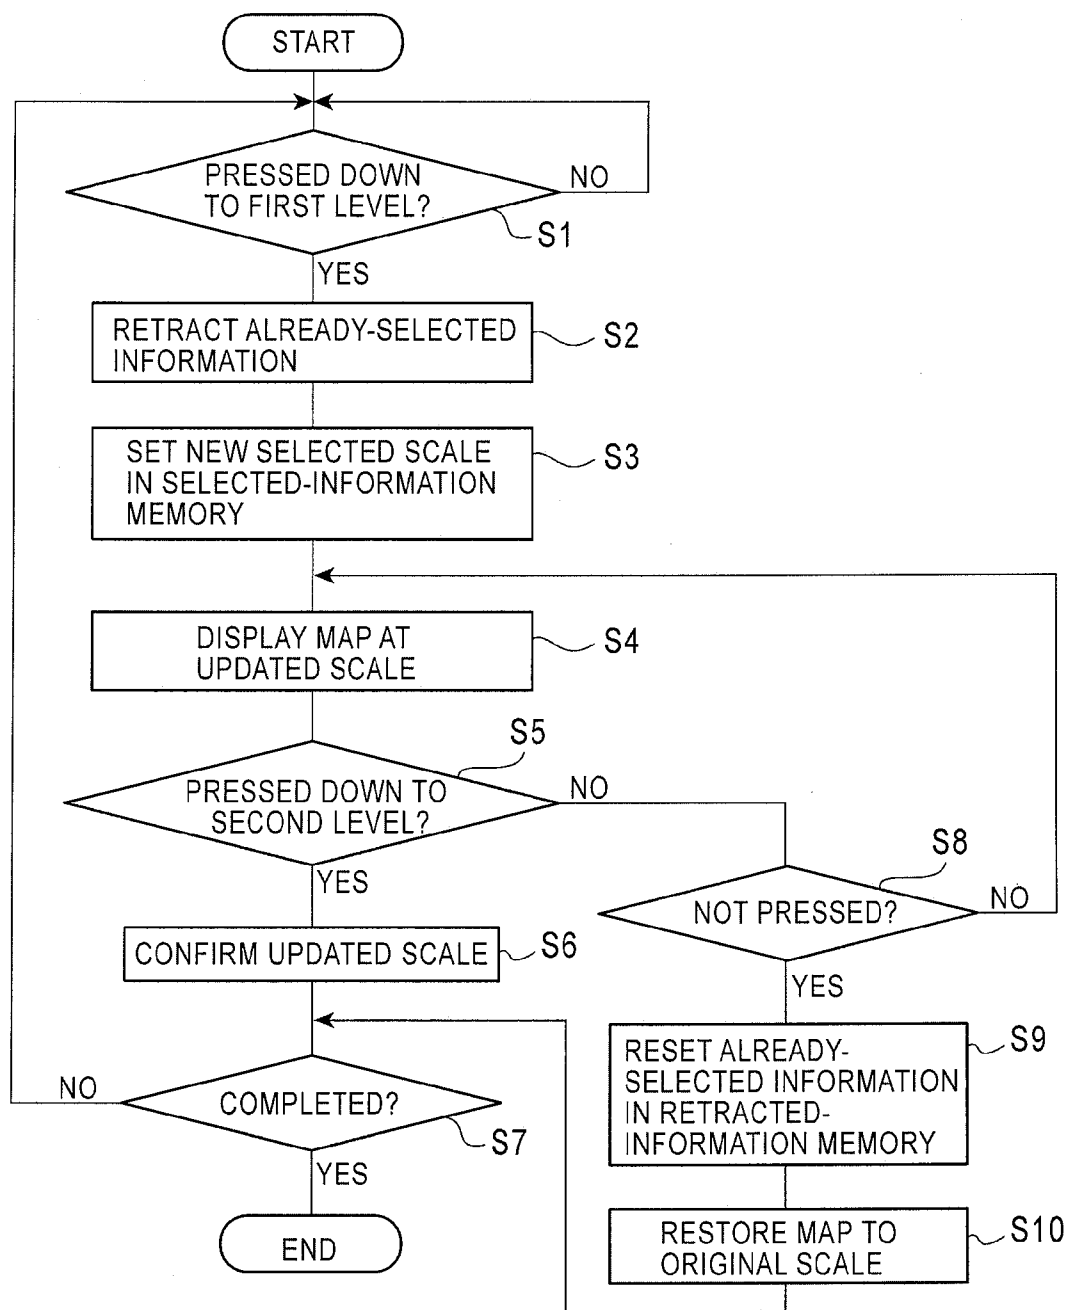 START
PRESSED DOWN
TO FIRST LEVEL?
NO
S1
YES
RETRACT ALREADY-SELECTED
INFORMATION
S2
SET NEW SELECTED SCALE
IN SELECTED-INFORMATION
MEMORY
S3
DISPLAY MAP AT
UPDATED SCALE
S4
S5
PRESSED DOWN TO
SECOND LEVEL?
NO
YES
S8
NOT PRESSED?
NO
YES
CONFIRM UPDATED SCALE
S6
COMPLETED?
NO
S7
YES
END
RESET ALREADY-
SELECTED INFORMATION
IN RETRACTED-
INFORMATION MEMORY
S9
RESTORE MAP TO
ORIGINAL SCALE
S10